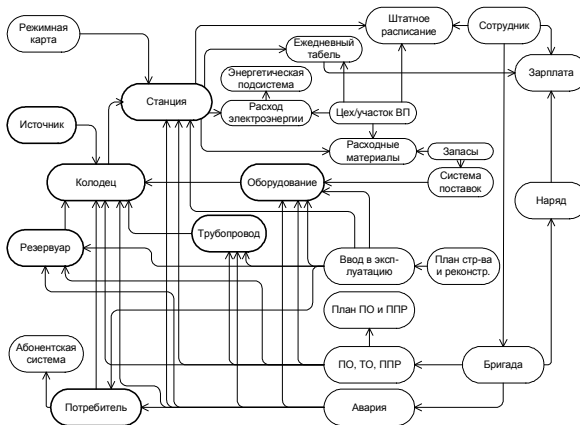 Режимная
карта
Штатное
расписание
Сотрудник
Ежедневный
табель
Энергетическая
подсистема
Зарплата
Станция
Расход
электроэнергии
Цех/участок ВП
Источник
Расходные
материалы
Запасы
Колодец
Оборудование
Система
поставок
Наряд
Резервуар
Трубопровод
Ввод в эксп-
луатацию
План стр-ва
и реконстр.
План ПО и ППР
Абонентская
система
ПО, ТО, ППР
Бригада
Потребитель
Авария